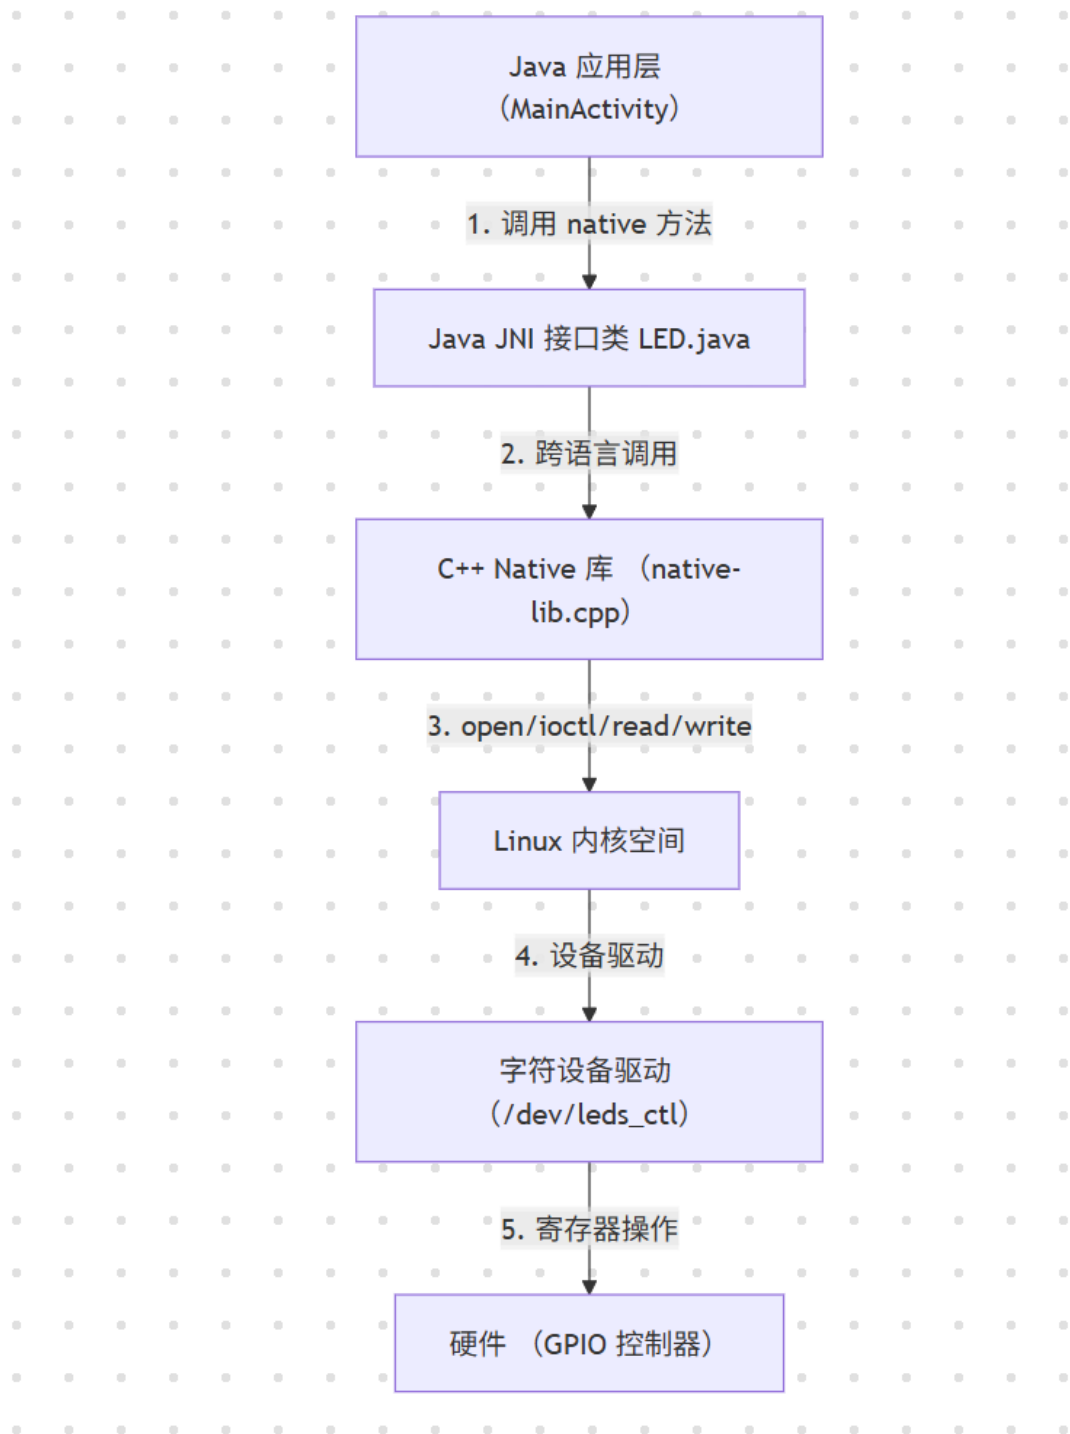 Java 应用层
（MainActivity）
1. 调用 native 方法
Java JNI 接口类 LED.java
2. 跨语言调用
C++ Native 库 （native-
lib.cpp）
3. open/ioctl/read/write
Linux 内核空间
4. 设备驱动
字符设备驱动
（/dev/leds_ctl）
5. 寄存器操作
硬件 （GPIO 控制器）